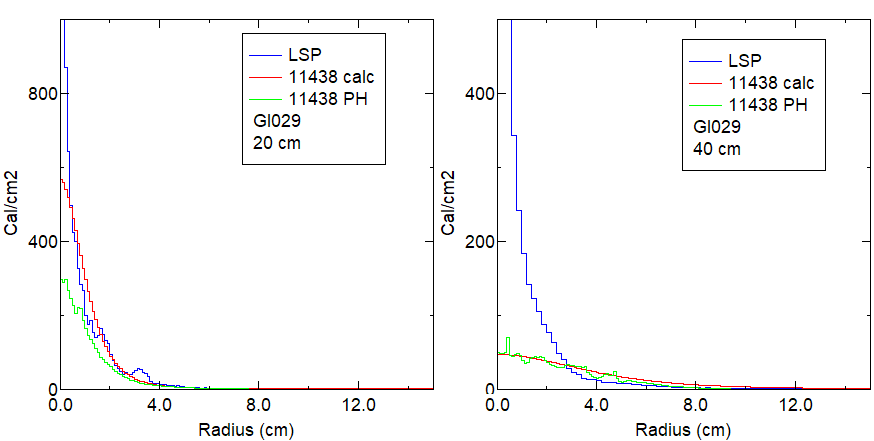 LSP
11438 calc
11438 PH
Gl029
20 cm
800
400
0
0.0
4.0
8.0
12.0
Radius (cm)
Cal/cm2
LSP
11438 calc
11438 PH
Gl029
40 cm
400
200
0
0.0
4.0
8.0
12.0
Radius (cm)
Cal/cm2